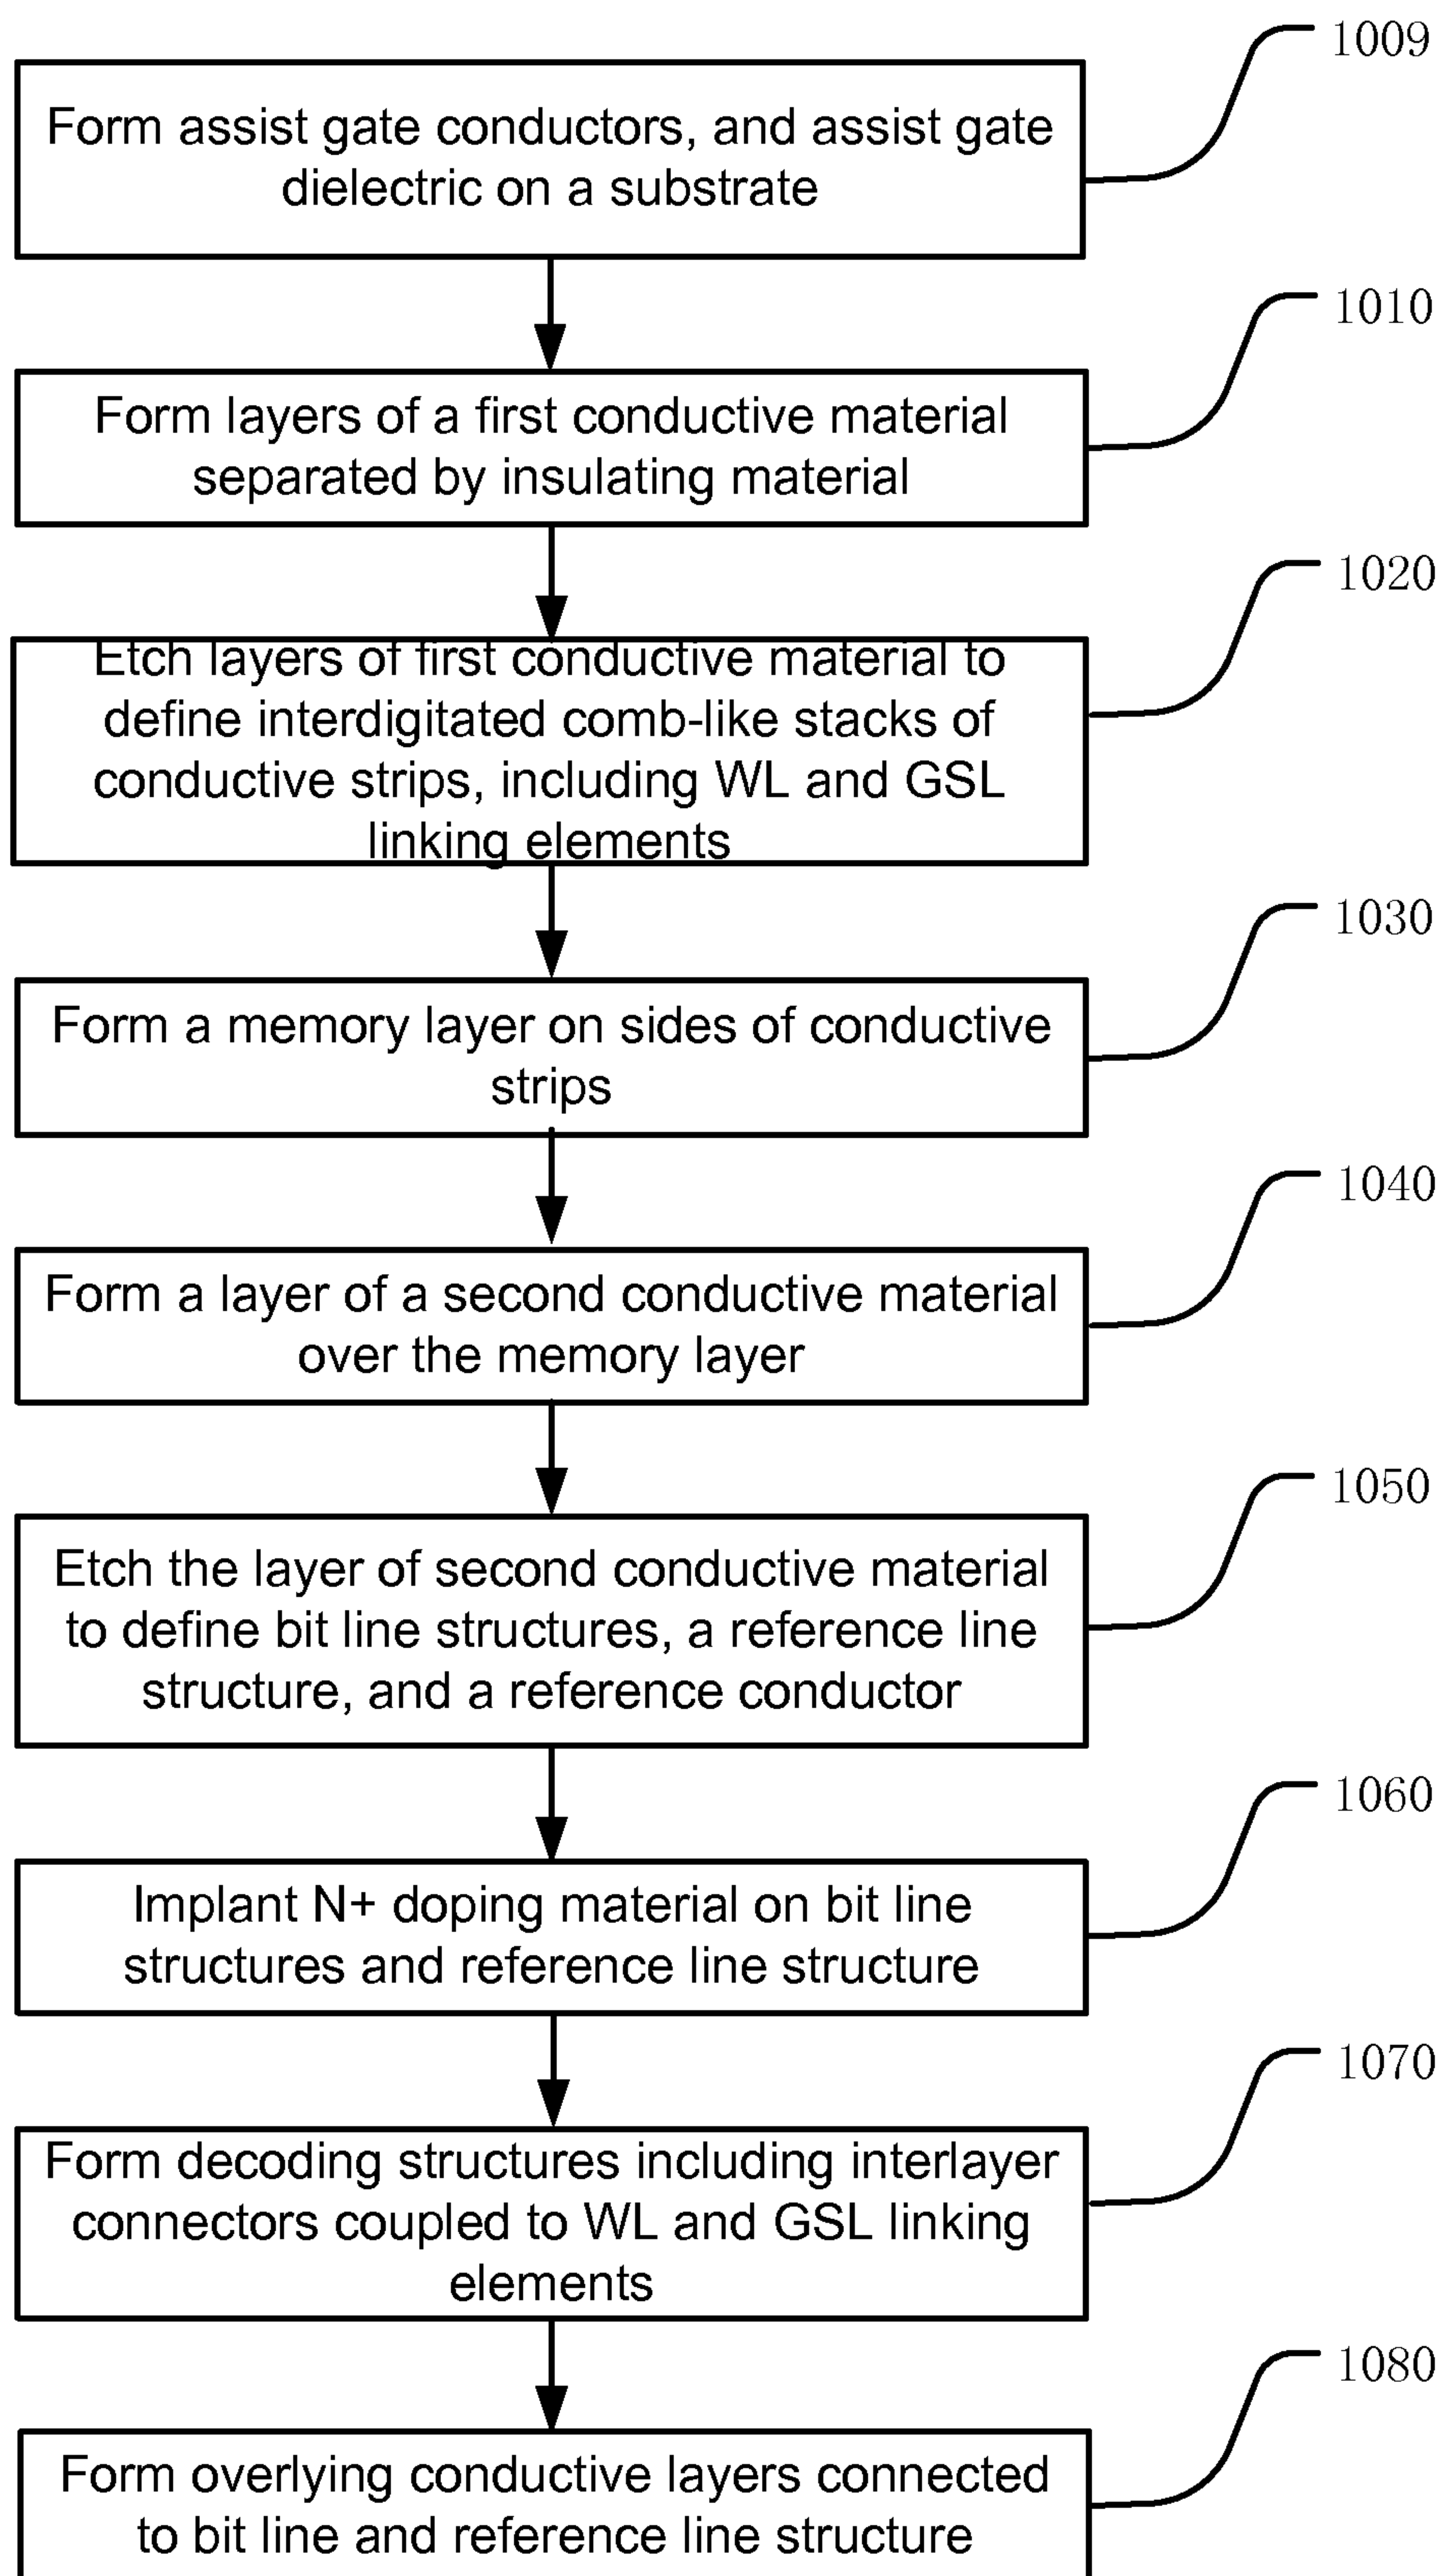 1009
Form assist gate conductors, and assist gate
dielectric on a substrate
1010
Form layers of a first conductive material
separated by insulating material
1020
Etch layers of first conductive material to
define interdigitated comb-like stacks of
conductive strips, including WL and GSL
linking elements
1030
Form a memory layer on sides of conductive
strips
1040
Form a layer of a second conductive material
over the memory layer
1050
Etch the layer of second conductive material
to define bit line structures, a reference line
structure, and a reference conductor
1060
Implant N+ doping material on bit line
structures and reference line structure
1070
Form decoding structures including interlayer
connectors coupled to WL and GSL linking
elements
1080
Form overlying conductive layers connected
to bit line and reference line structure